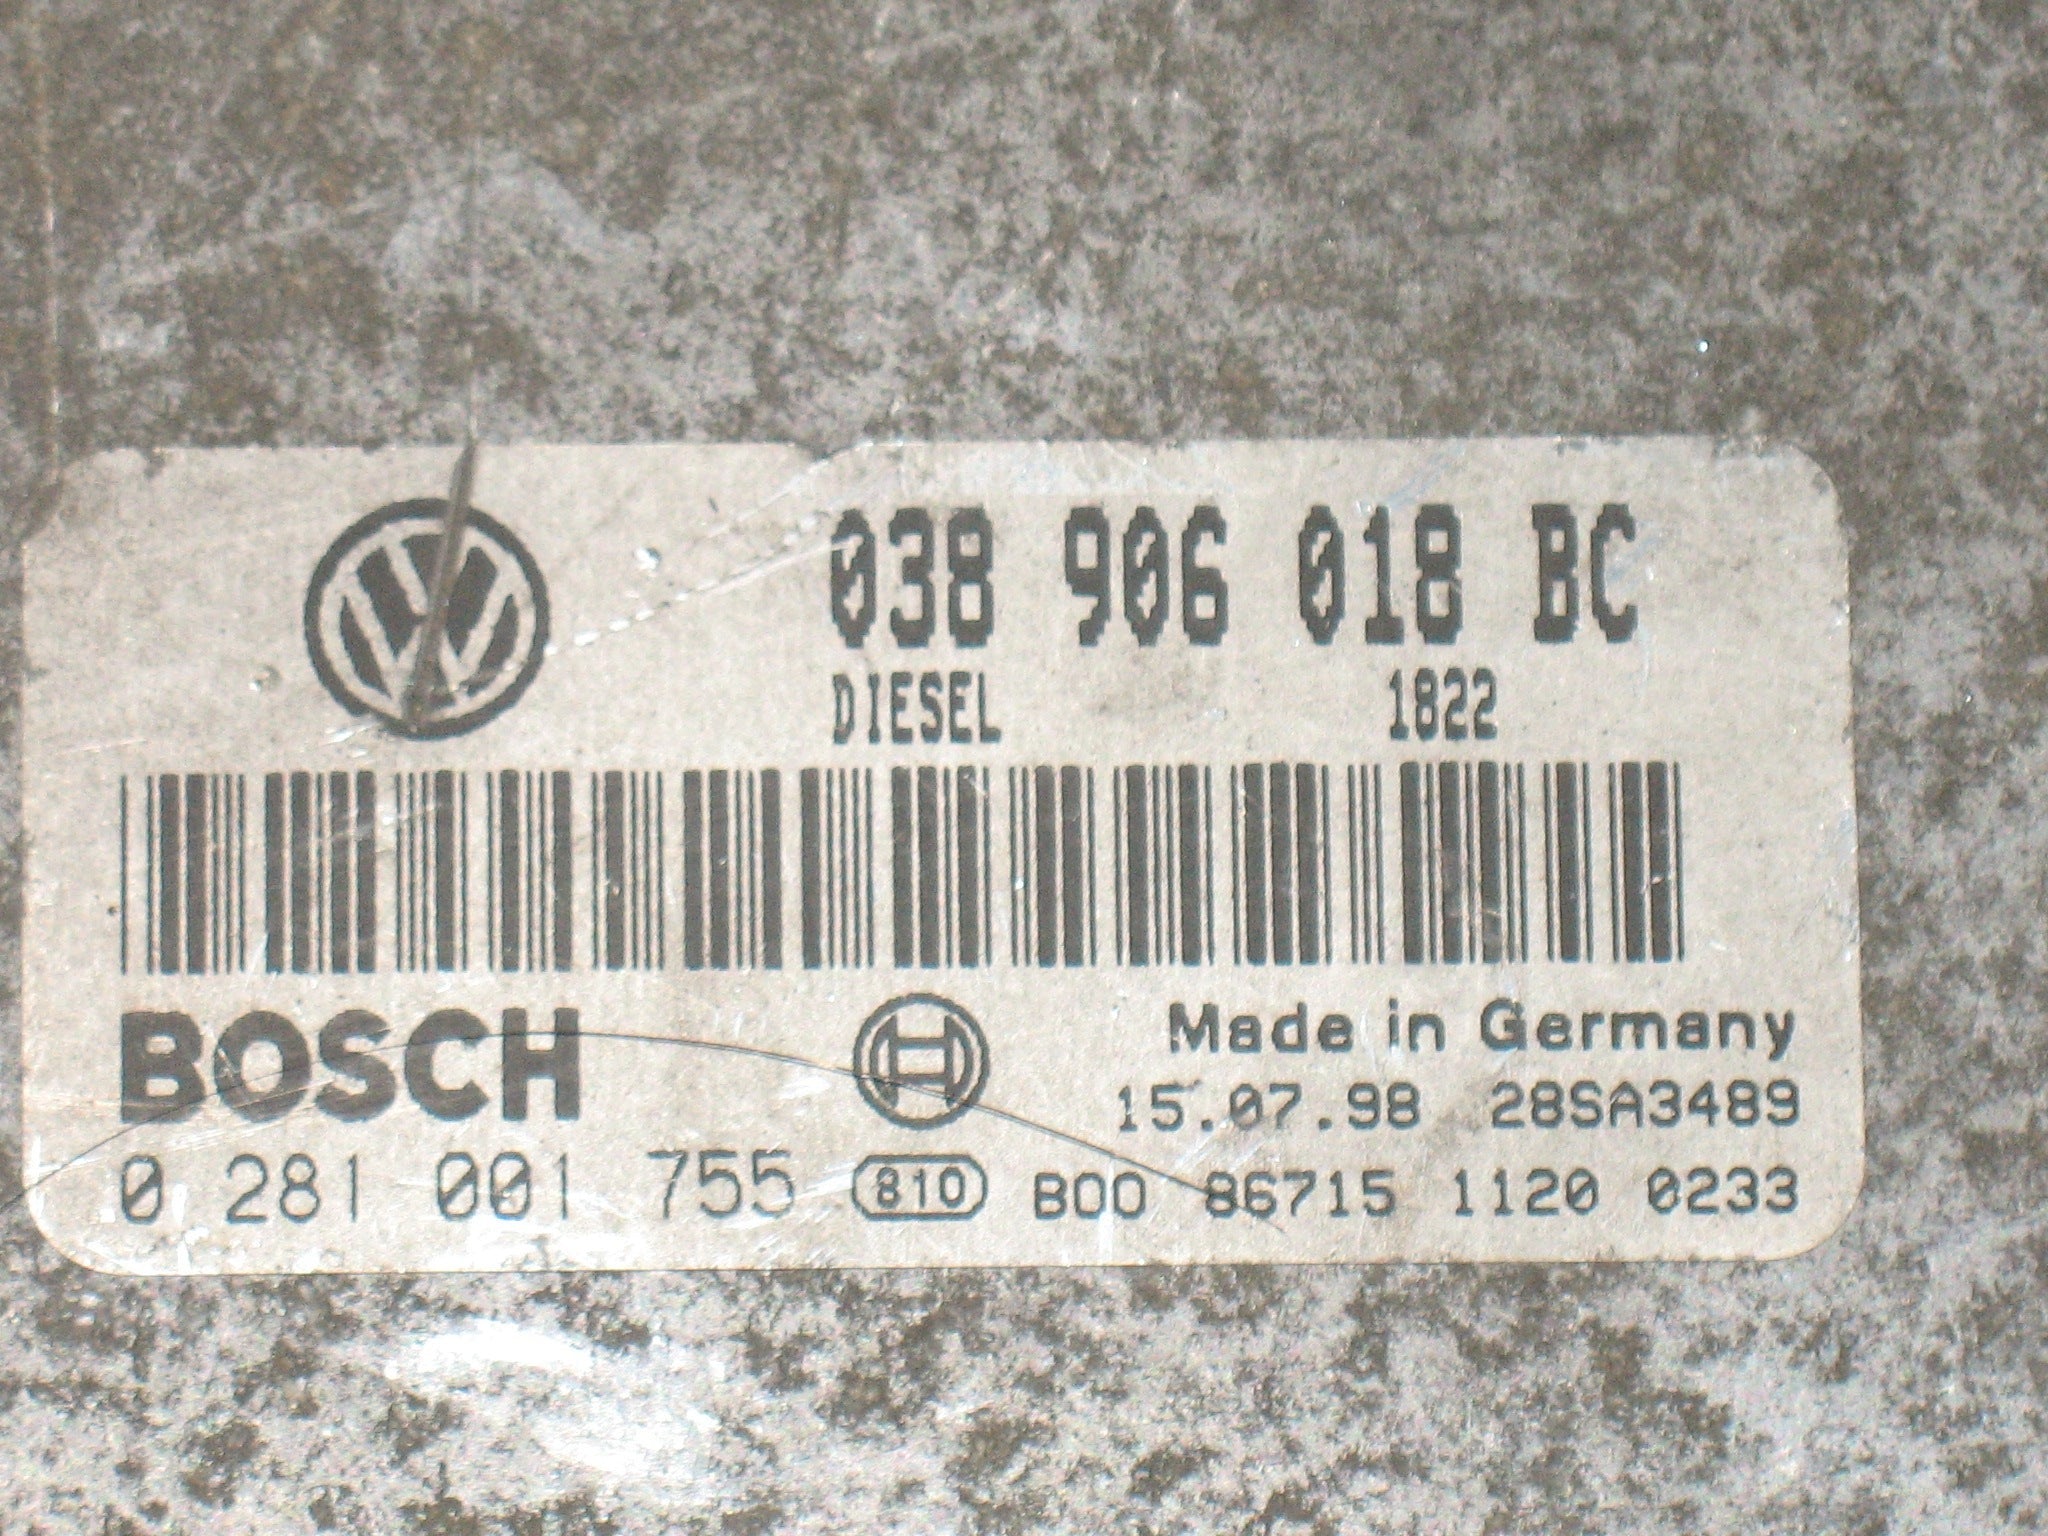 038 906 018 BC
DIESEL 1822
BOSCH Made in Germany
15.07.98 28SA3489
0 281 001 755 810 B00 86715 1120 0233